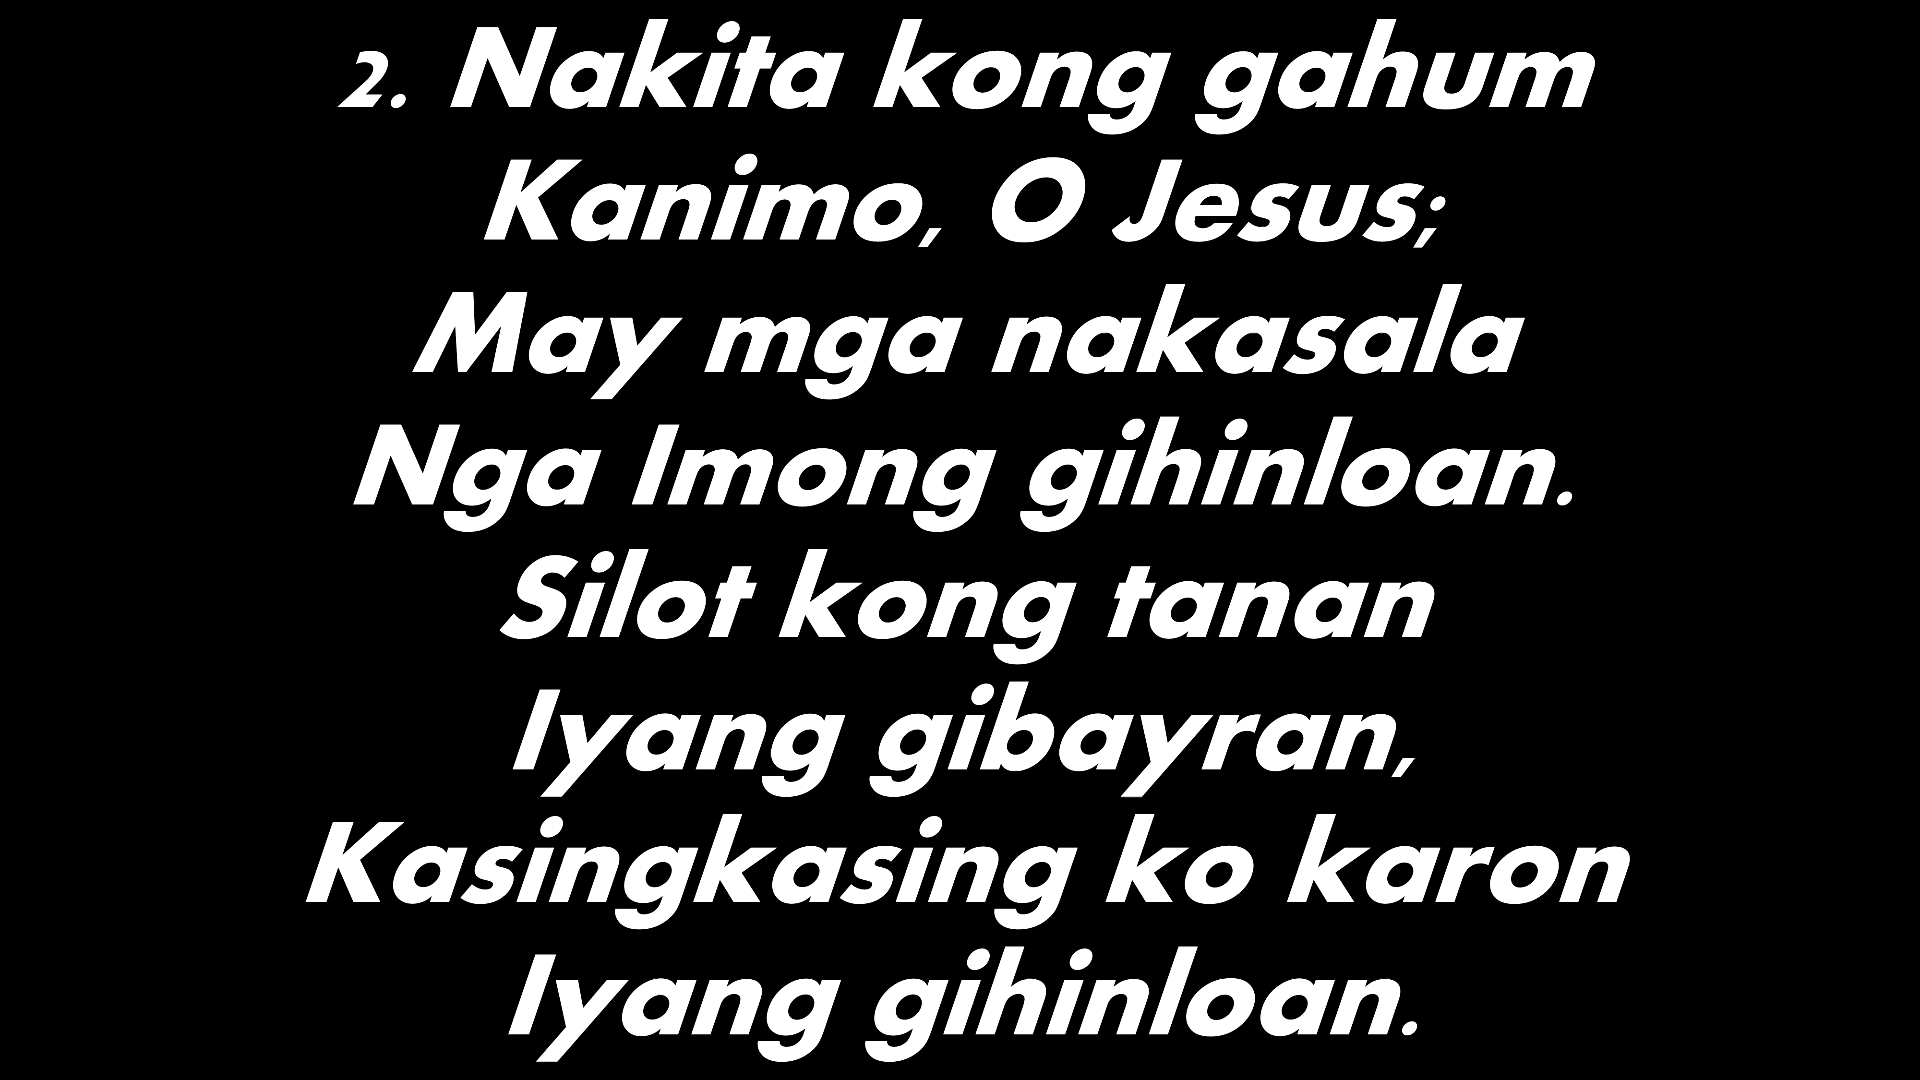 2. Nakita kong gahum
Kanimo, O Jesus;
May mga nakasala
Nga Imong gihinloan.
Silot kong tanan
Iyang gibayran,
Kasingkasing ko karon
Iyang gihinloan.